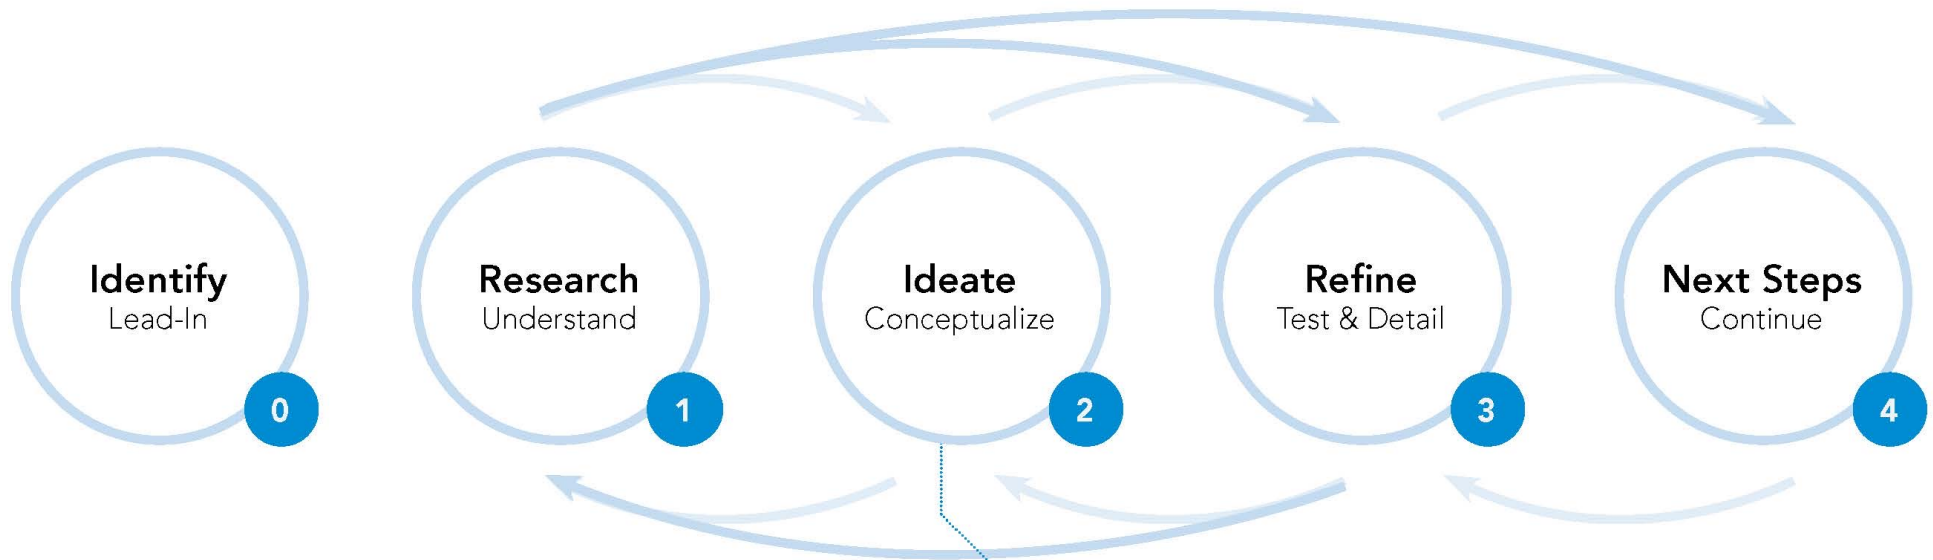 Identify
Lead-In
0
Research
Understand
1
Ideate
Conceptualize
2
Refine
Test & Detail
3
Next Steps
Continue
4